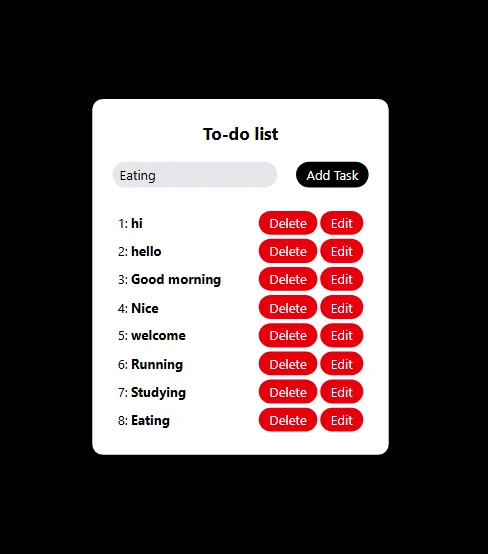 To-do list
Eating Add Task
1: hi Delete Edit
2: hello Delete Edit
3: Good morning Delete Edit
4: Nice Delete Edit
5: welcome Delete Edit
6: Running Delete Edit
7: Studying Delete Edit
8: Eating Delete Edit